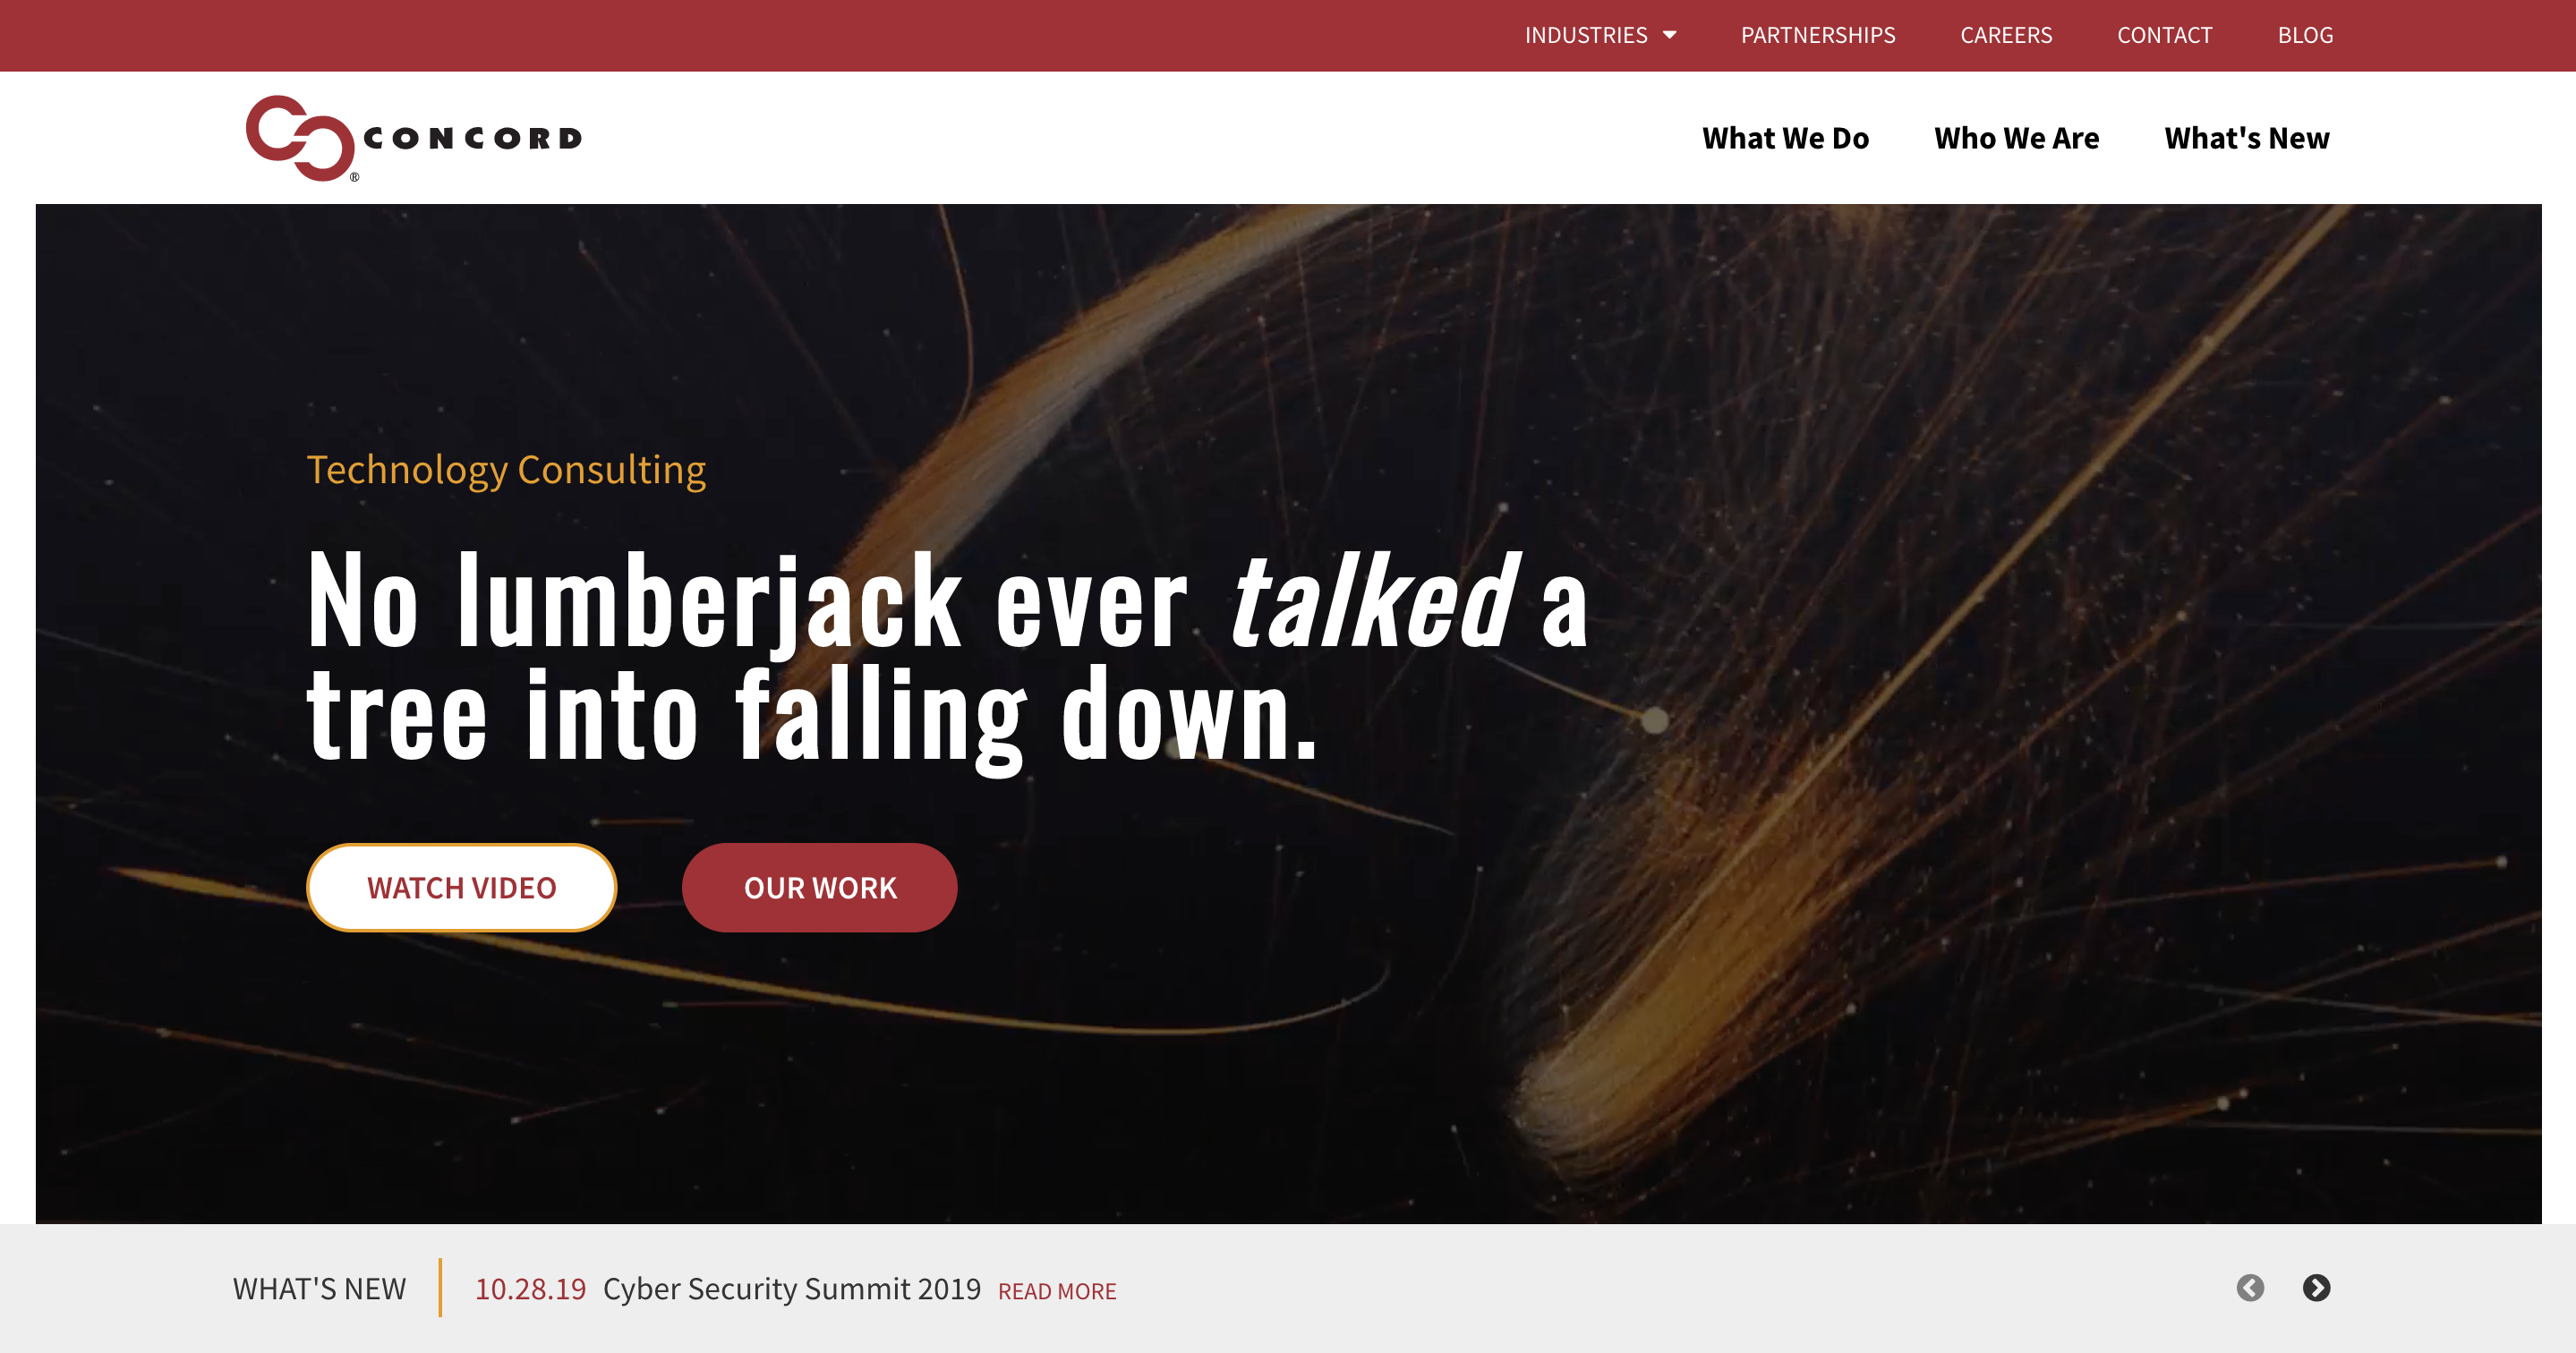 INDUSTRIES PARTNERSHIPS CAREERS CONTACT BLOG
CONCORD ®
What We Do Who We Are What's New
Technology Consulting
No lumberjack ever talked a
tree into falling down.
WATCH VIDEO OUR WORK
WHAT'S NEW 10.28.19 Cyber Security Summit 2019 READ MORE